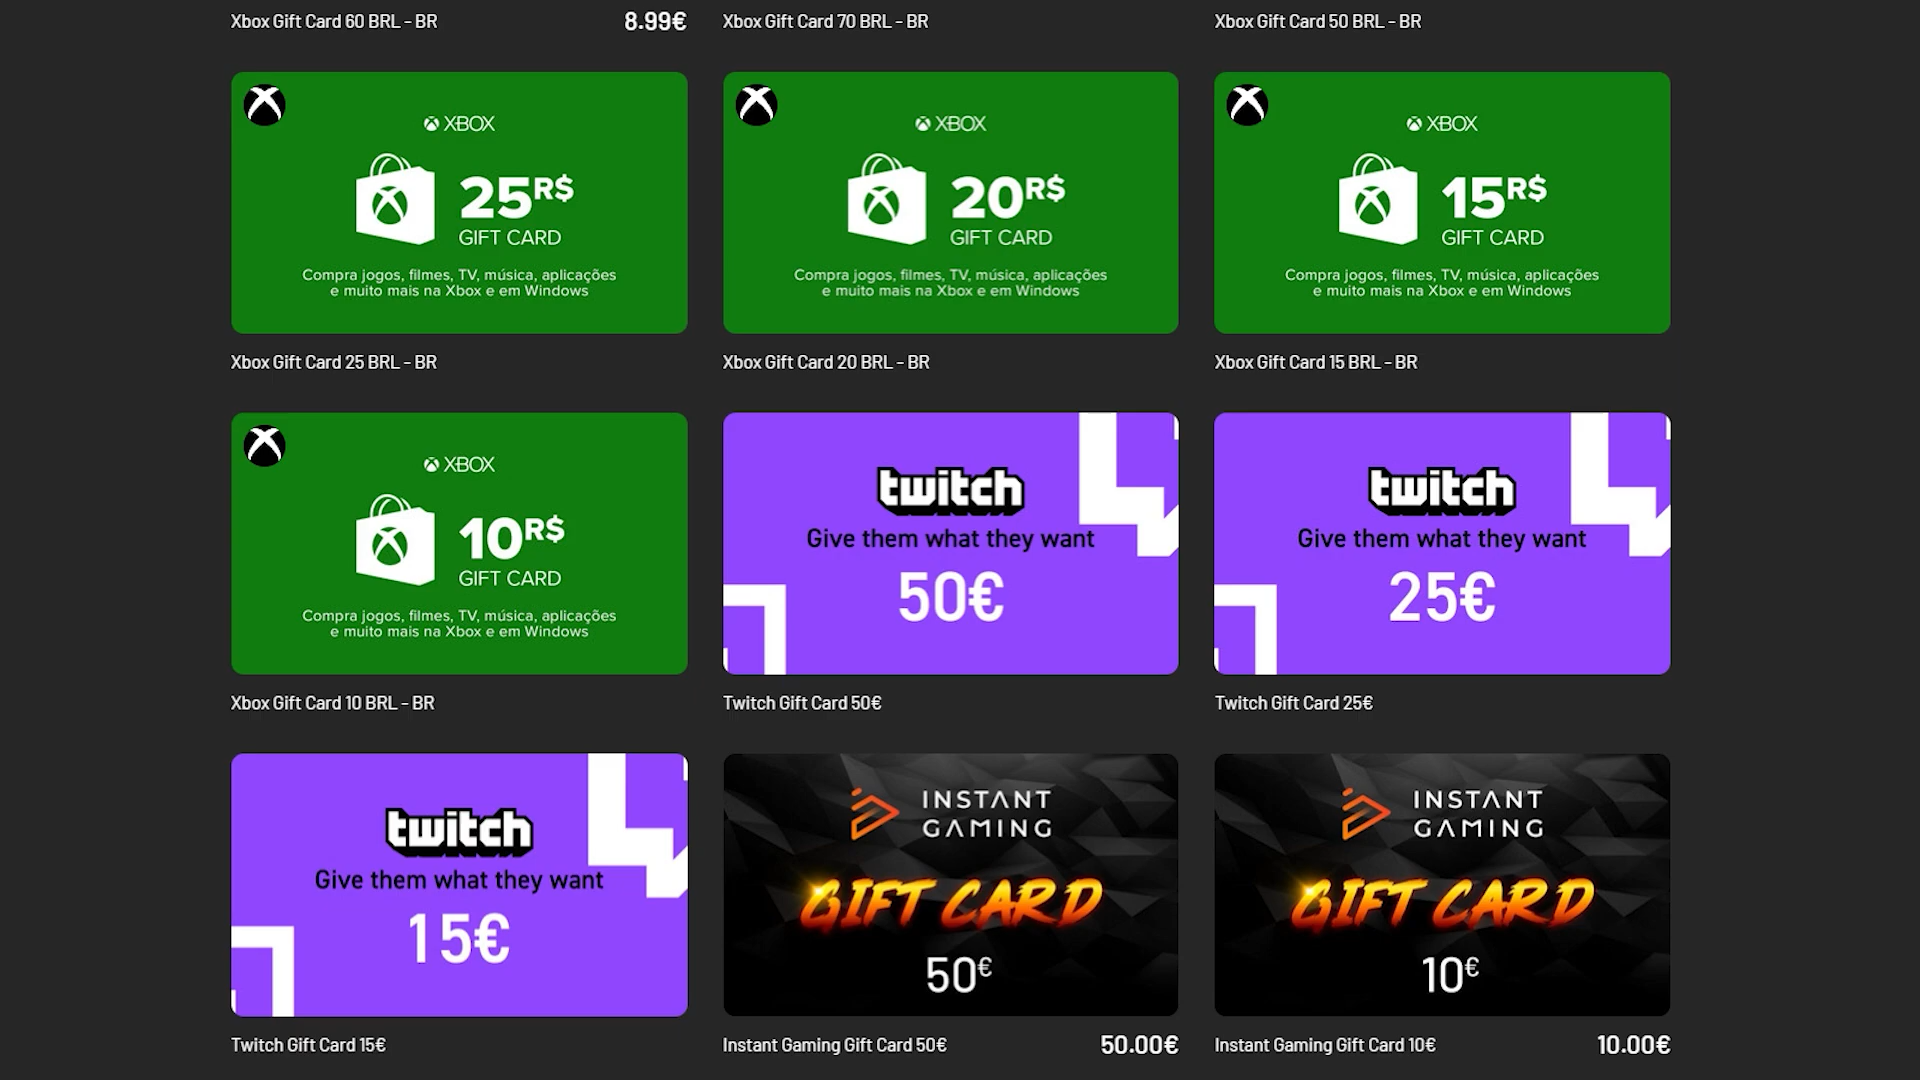 Xbox Gift Card 60 BRL - BR
8.99€
Xbox Gift Card 70 BRL - BR
Xbox Gift Card 50 BRL - BR
XBOX
25R$
GIFT CARD
Compra jogos, filmes, TV, música, aplicações
e muito mais na Xbox e em Windows
Xbox Gift Card 25 BRL - BR
XBOX
20R$
GIFT CARD
Compra jogos, filmes, TV, música, aplicações
e muito mais na Xbox e em Windows
Xbox Gift Card 20 BRL - BR
XBOX
15R$
GIFT CARD
Compra jogos, filmes, TV, música, aplicações
e muito mais na Xbox e em Windows
Xbox Gift Card 15 BRL - BR
XBOX
10R$
GIFT CARD
Compra jogos, filmes, TV, música, aplicações
e muito mais na Xbox e em Windows
Xbox Gift Card 10 BRL - BR
twitch
Give them what they want
50€
Twitch Gift Card 50€
twitch
Give them what they want
25€
Twitch Gift Card 25€
twitch
Give them what they want
15€
Twitch Gift Card 15€
INSTANT
GAMING
GIFT CARD
50€
Instant Gaming Gift Card 50€
50.00€
INSTANT
GAMING
GIFT CARD
10€
Instant Gaming Gift Card 10€
10.00€